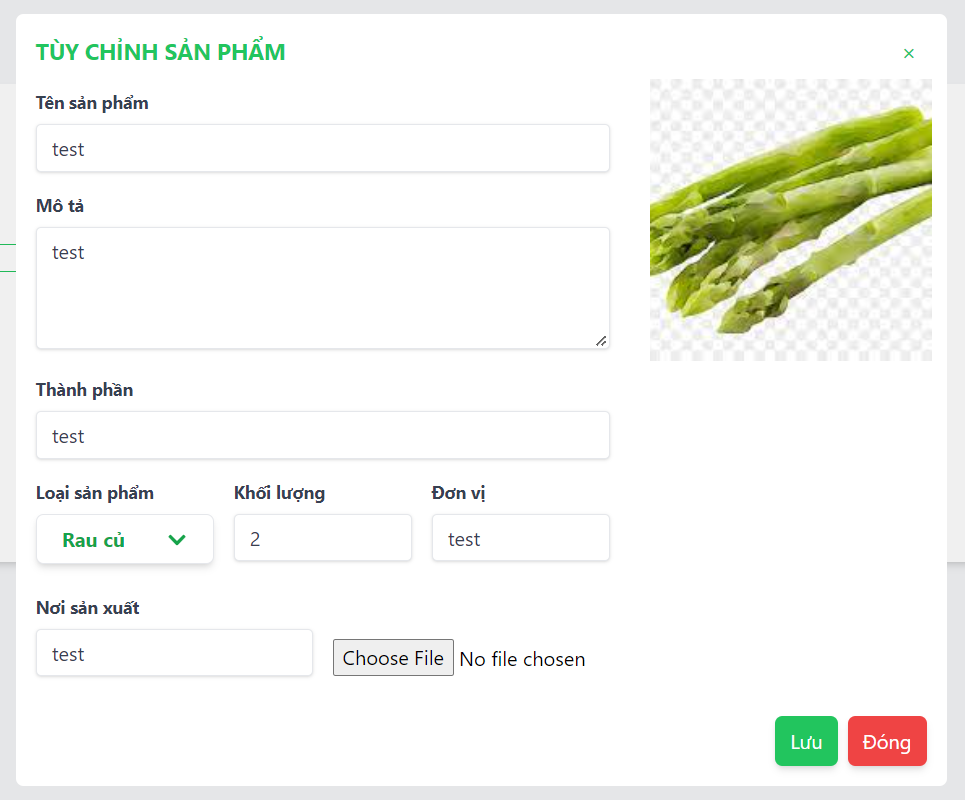 TÙY CHỈNH SẢN PHẨM
×
Tên sản phẩm
test
Mô tả
test
Thành phần
test
Loại sản phẩm Khối lượng Đơn vị
Rau củ 2 test
Nơi sản xuất
test Choose File No file chosen
Lưu Đóng